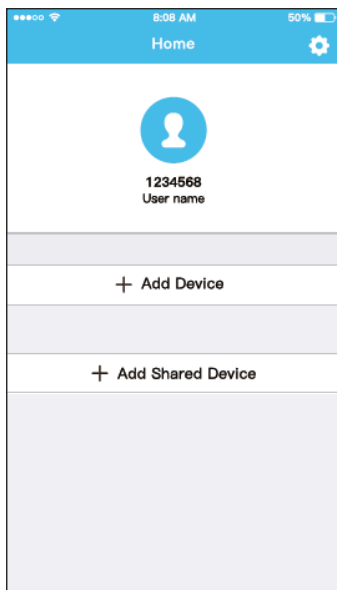 8:08 AM 50%
Home
1234568
User name
+ Add Device
+ Add Shared Device